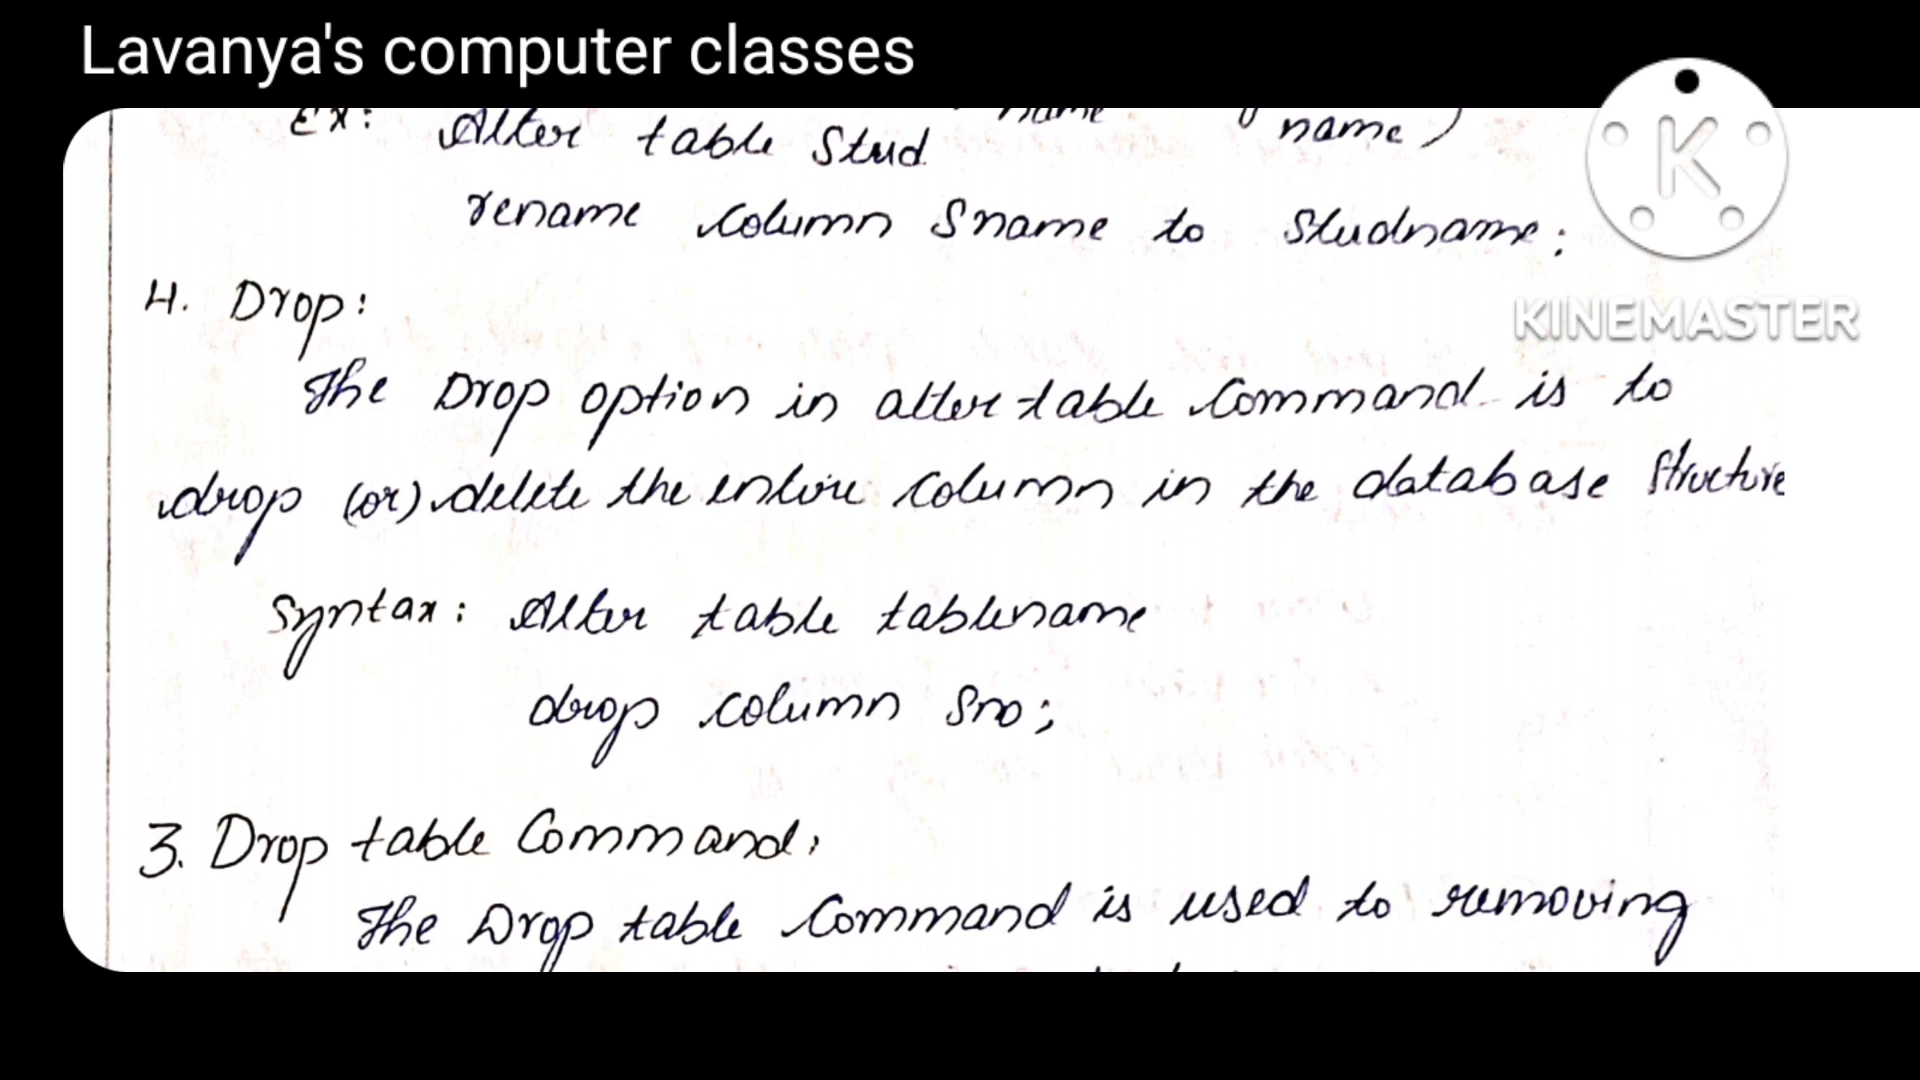 Lavanya's computer classes
name name)
Ex: Alter table Stud
rename column Sname to Studname;
K
KINEMASTER
4. Drop:
The Drop option in alter table Command is to
drop (or) delete the entire column in the database structure
Syntax: Alter table tablename
drop column Sno;
3. Drop table Command:
The Drop table Command is used to removing